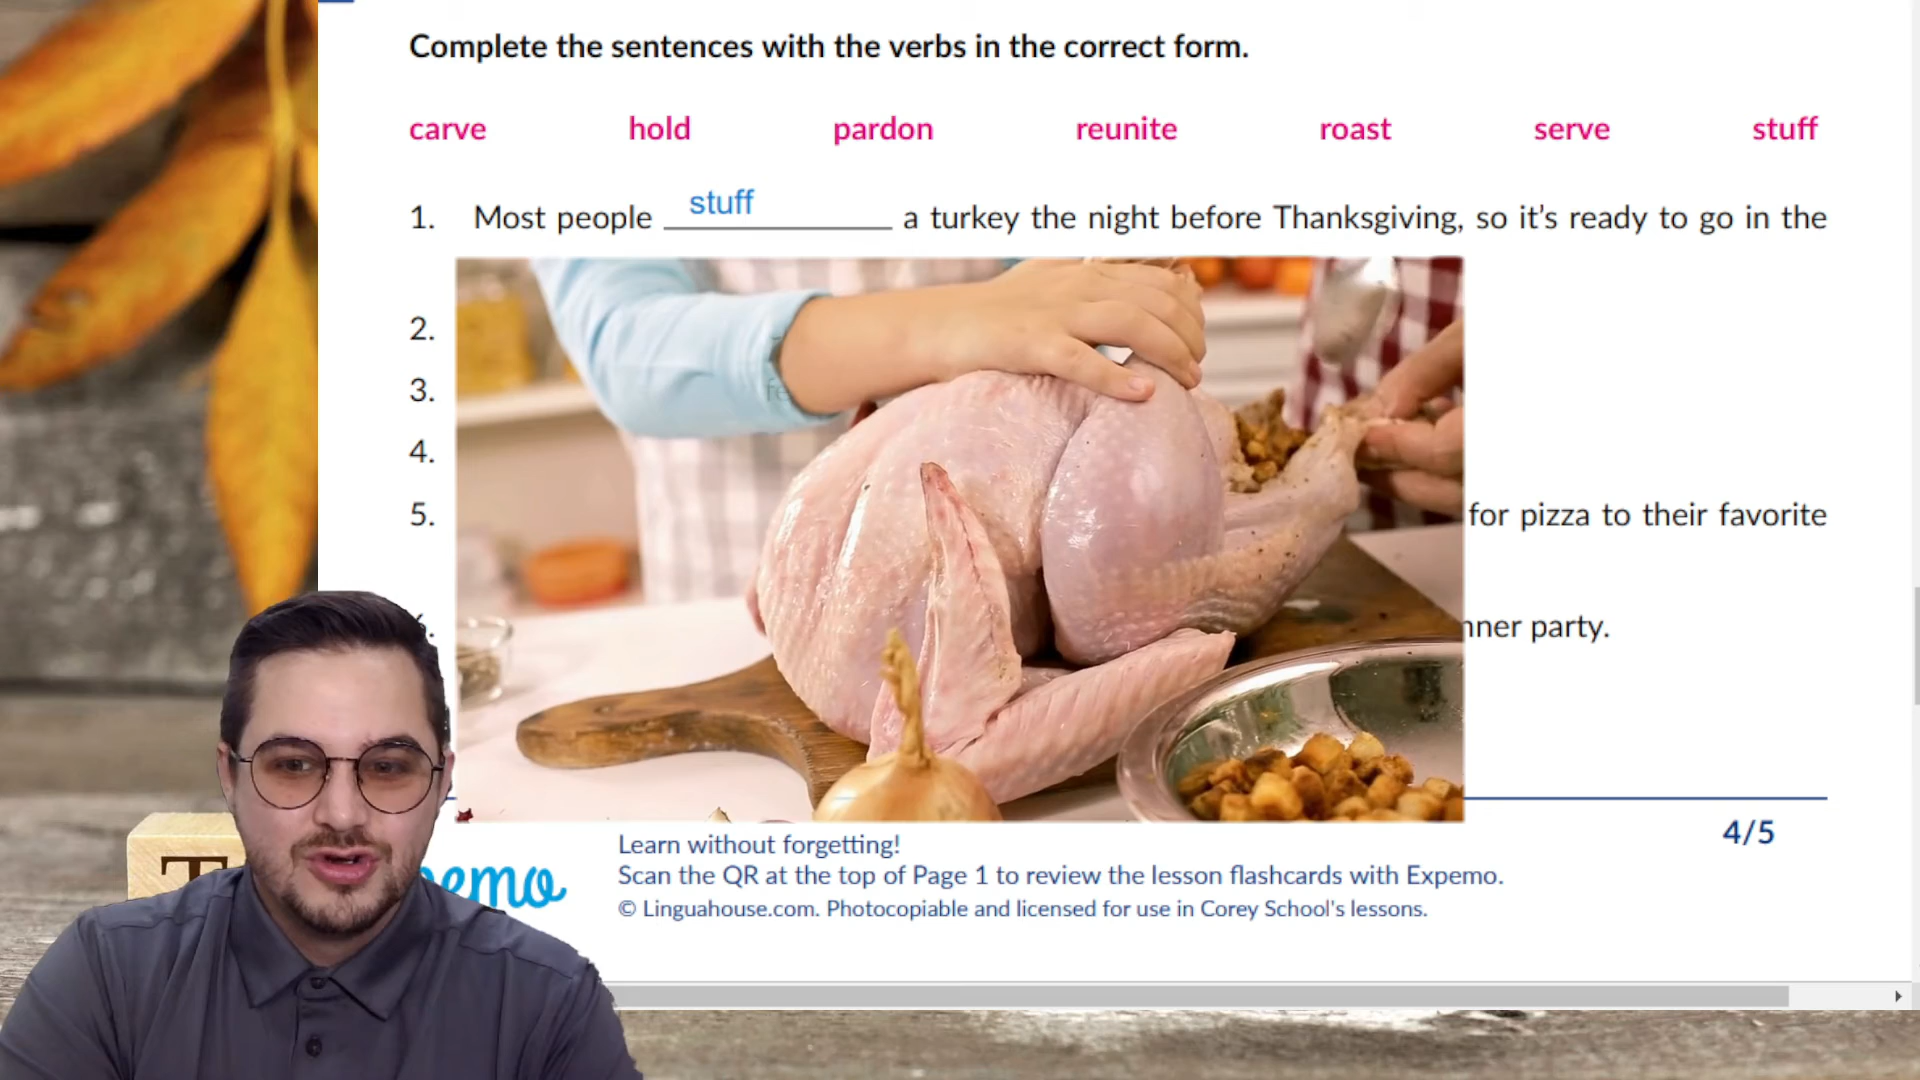 Complete the sentences with the verbs in the correct form.
carve hold pardon reunite roast serve stuff
1. Most people stuff a turkey the night before Thanksgiving, so it's ready to go in the
2.
3.
4.
5. for pizza to their favorite
party.
4/5
T
Learn without forgetting!
Scan the QR at the top of Page 1 to review the lesson flashcards with Expemo.
© Linguahouse.com. Photocopiable and licensed for use in Corey School's lessons.